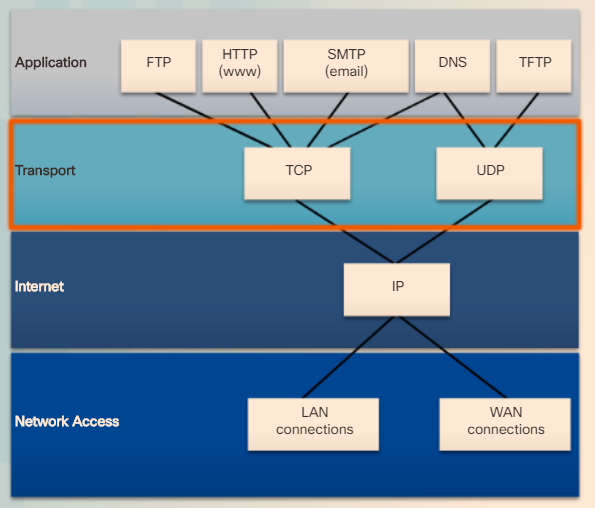 Application
FTP
HTTP
(www)
SMTP
(email)
DNS
TFTP
Transport
TCP
UDP
Internet
IP
Network Access
LAN
connections
WAN
connections